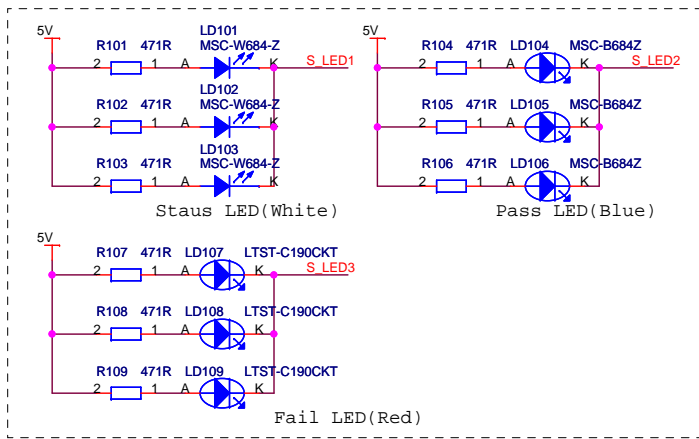 5V
LD101
R101 471R MSC-W684-Z
2 1 A K S_LED1
LD102
R102 471R MSC-W684-Z
2 1 A K
LD103
R103 471R MSC-W684-Z
2 1 A K
Staus LED(White)
5V
R104 471R LD104 MSC-B684Z
2 1 A K S_LED2
R105 471R LD105 MSC-B684Z
2 1 A K
R106 471R LD106 MSC-B684Z
2 1 A K
Pass LED(Blue)
5V
R107 471R LD107 LTST-C190CKT
2 1 A K S_LED3
R108 471R LD108 LTST-C190CKT
2 1 A K
R109 471R LD109 LTST-C190CKT
2 1 A K
Fail LED(Red)